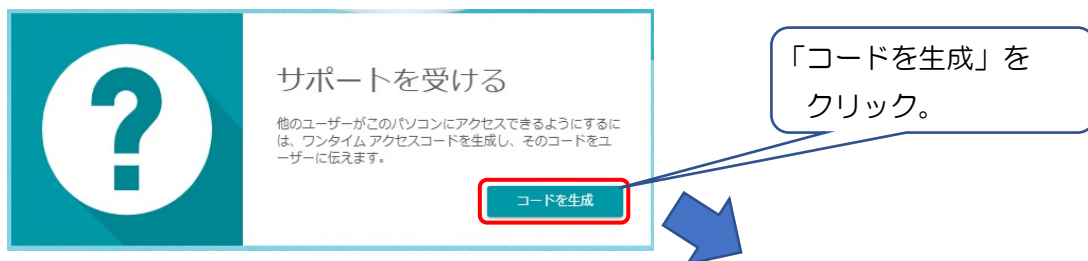 サポートを受ける
他のユーザーがこのパソコンにアクセスできるようにするに
は、ワンタイム アクセスコードを生成し、そのコードをユ
ーザーに伝えます。
コードを生成
「コードを生成」を
クリック。